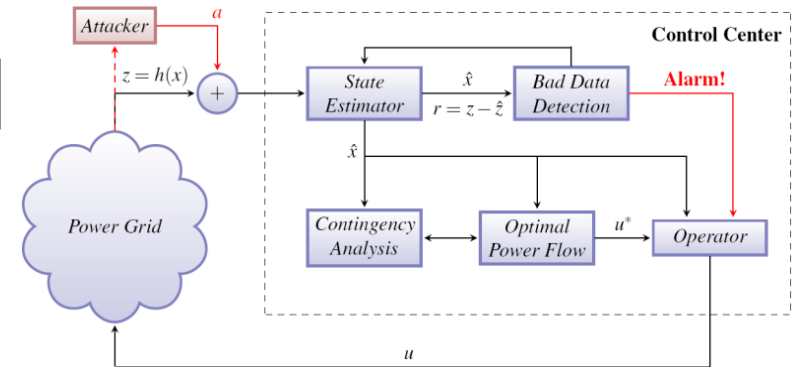 Attacker
a
Control Center
z = h(x)
+
State
Estimator
x̂
r = z − ẑ
Bad Data
Detection
Alarm!
x̂
Power Grid
Contingency
Analysis
Optimal
Power Flow
u*
Operator
u